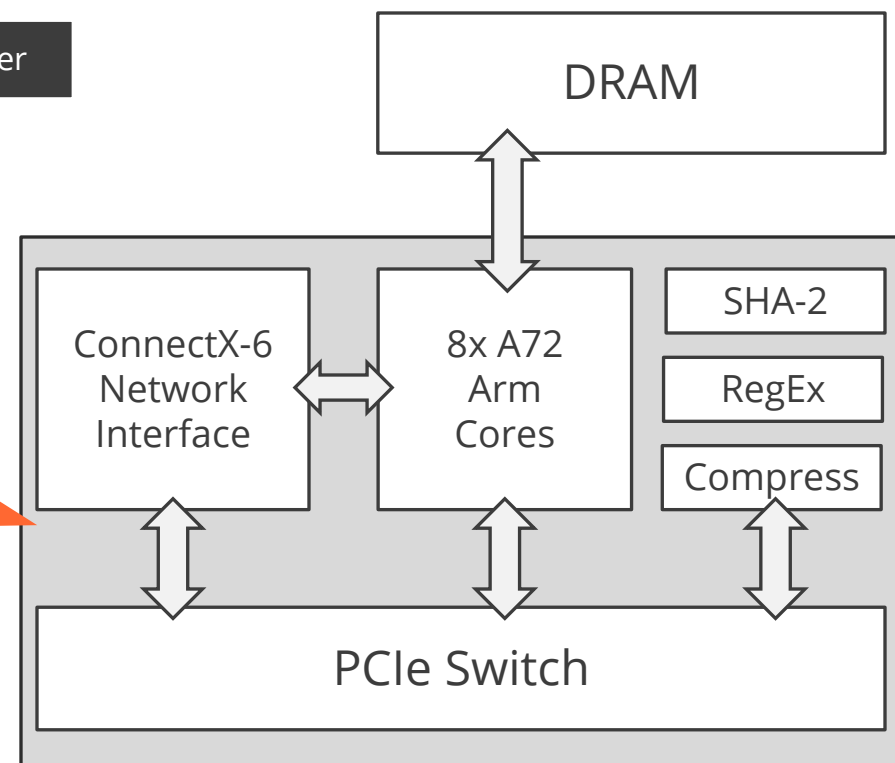 er
DRAM
ConnectX-6
Network
Interface
8x A72
Arm
Cores
SHA-2
RegEx
Compress
PCIe Switch